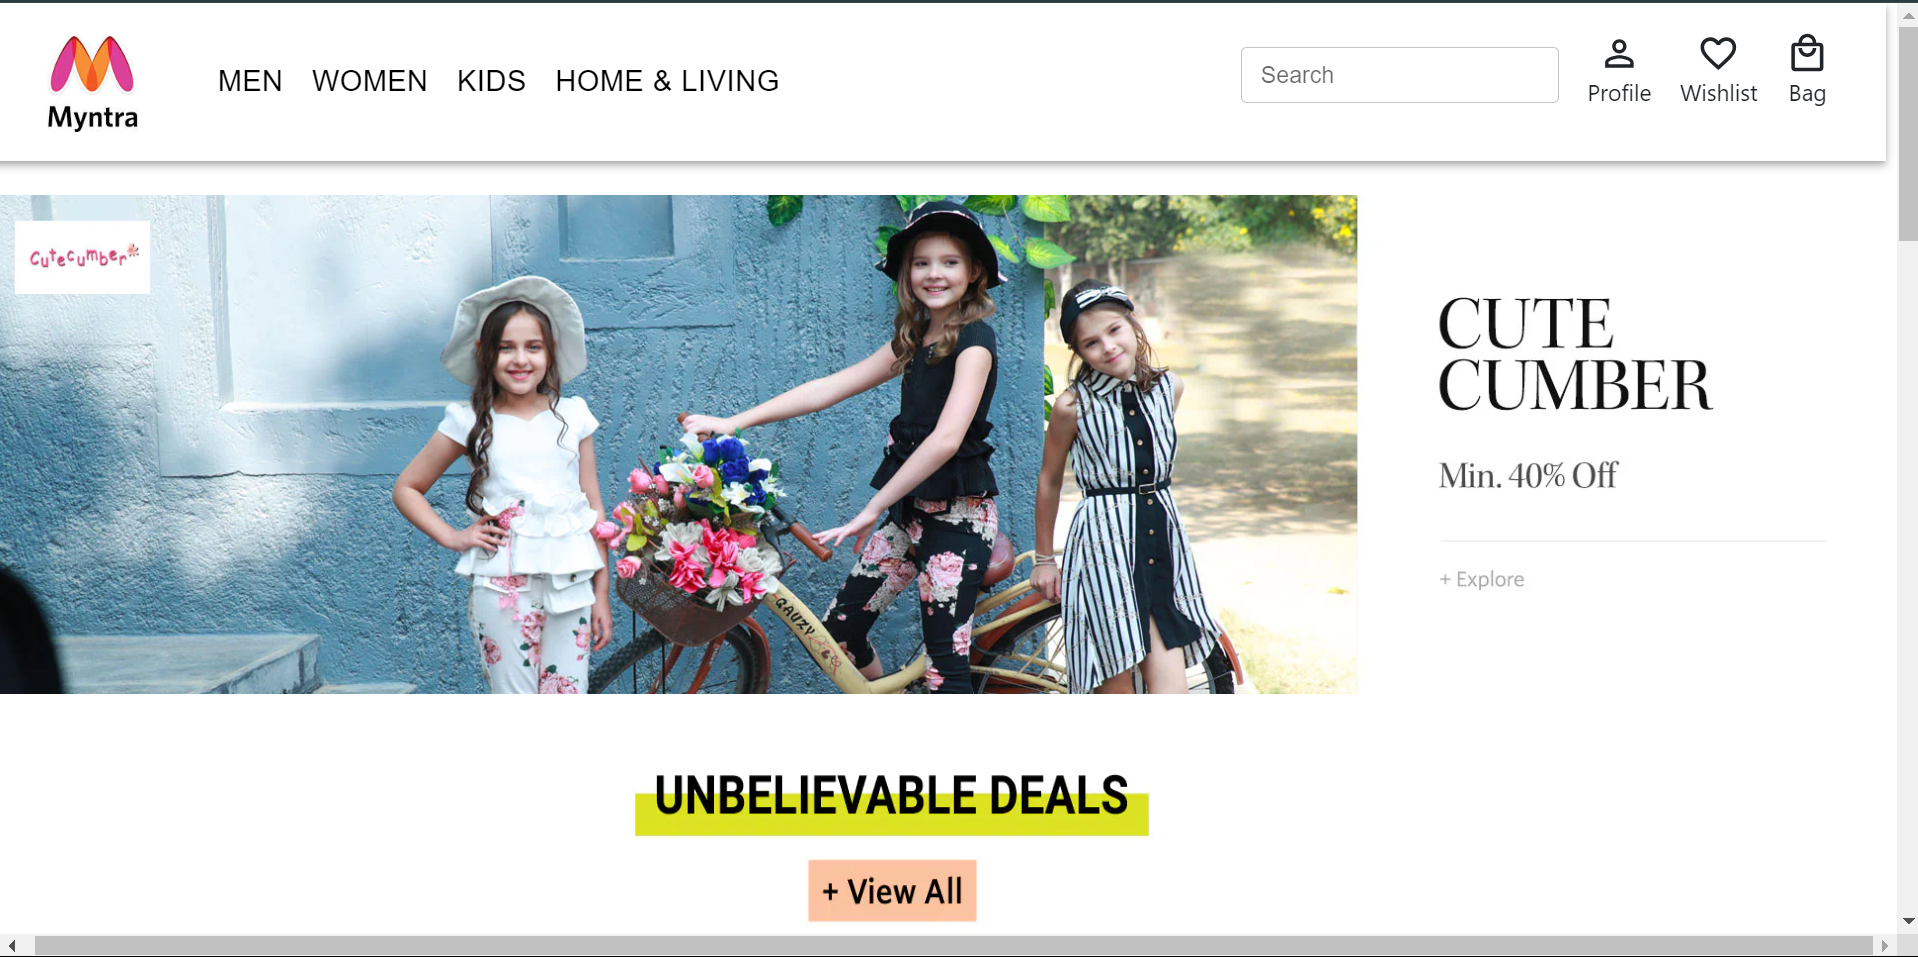 Myntra
MEN WOMEN KIDS HOME & LIVING
Search
Profile Wishlist Bag
Cutecumber
CUTE
CUMBER
Min. 40% Off
+ Explore
GAUZY
UNBELIEVABLE DEALS
+ View All